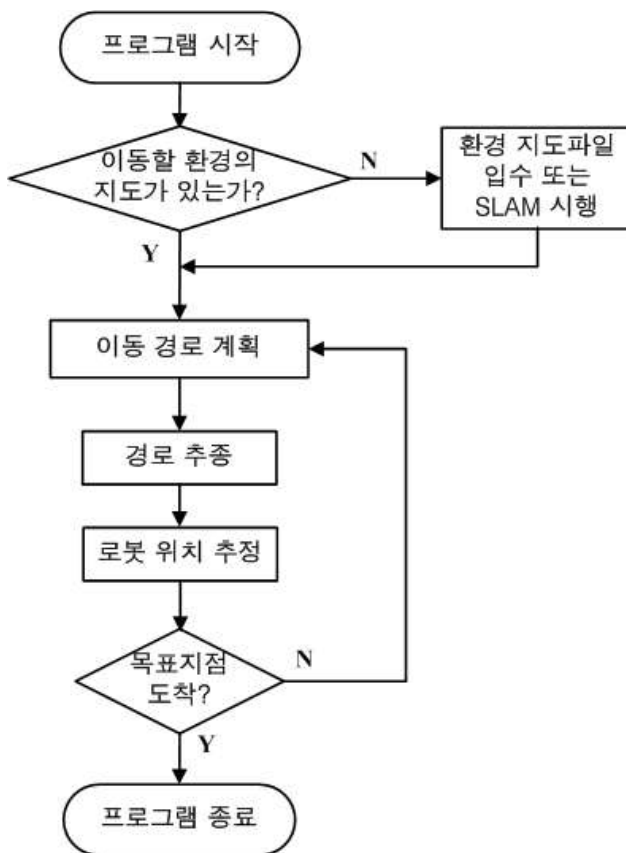 프로그램 시작
이동할 환경의
지도가 있는가?
N
환경 지도파일
입수 또는
SLAM 시행
Y
이동 경로 계획
경로 추종
로봇 위치 추정
목표지점
도착?
N
Y
프로그램 종료